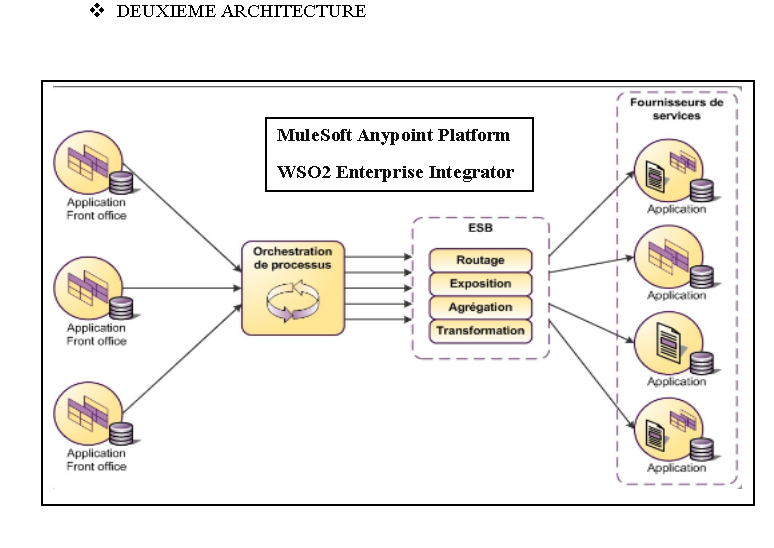 ❖ DEUXIEME ARCHITECTURE
MuleSoft Anypoint Platform
WSO2 Enterprise Integrator
Application
Front office
Application
Front office
Application
Front office
Orchestration
de processus
ESB
Routage
Exposition
Agrégation
Transformation
Fournisseurs de
services
Application
Application
Application
Application